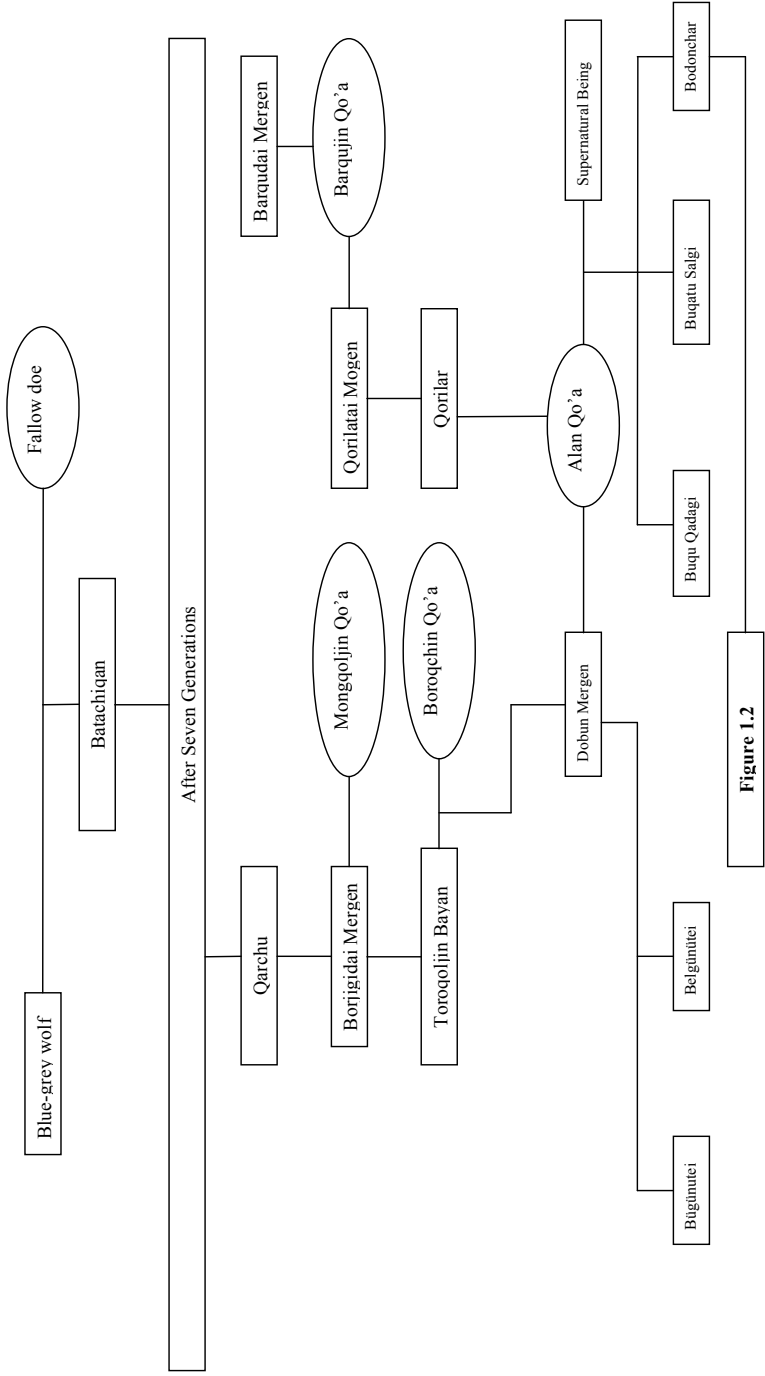 Blue-grey wolf
Fallow doe
Batachiqan
After Seven Generations
Qarchu
Barqudai Mergen
Borjigidai Mergen
Mongqoljin Qo’a
Qorilatai Mogen
Barqujin Qo’a
Toroqoljin Bayan
Boroqchin Qo’a
Qorilar
Dobun Mergen
Alan Qo’a
Supernatural Being
Bügünutei
Belgünütei
Buqu Qadagi
Buqatu Salgi
Bodonchar
Figure 1.2